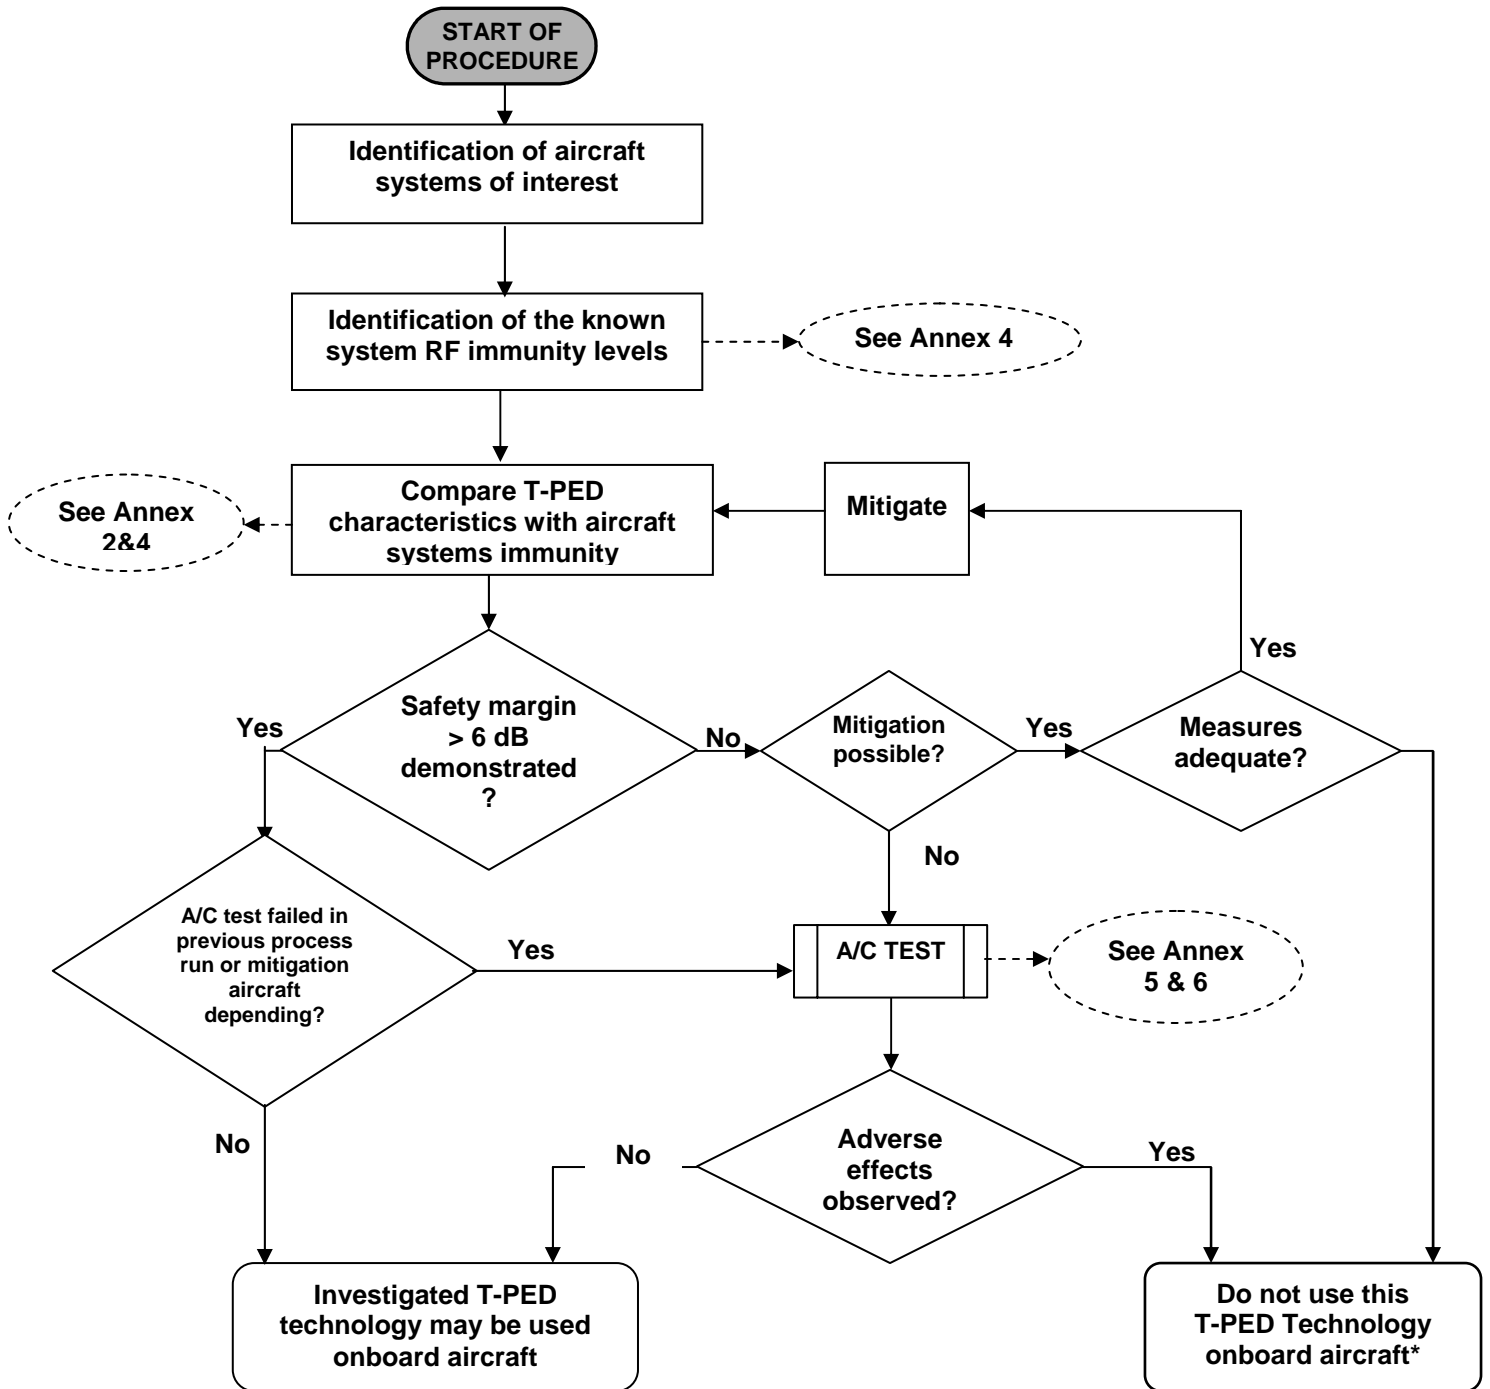 START OF
PROCEDURE
Identification of aircraft
systems of interest
Identification of the known
system RF immunity levels
See Annex 4
Compare T-PED
characteristics with aircraft
systems immunity
See Annex
2&4
Mitigate
Yes
Safety margin
> 6 dB
demonstrated
?
Yes
No
Mitigation
possible?
Yes
Measures
adequate?
No
A/C test failed in
previous process
run or mitigation
aircraft
depending?
Yes
A/C TEST
See Annex
5 & 6
No
No
Adverse
effects
observed?
Yes
Investigated T-PED
technology may be used
onboard aircraft
Do not use this
T-PED Technology
onboard aircraft*